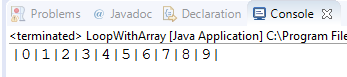 Problems @ Javadoc Declaration Console
<terminated> LoopWithArray [Java Application] C:\Program File
|0|1|2|3|4|5|6|7|8|9|